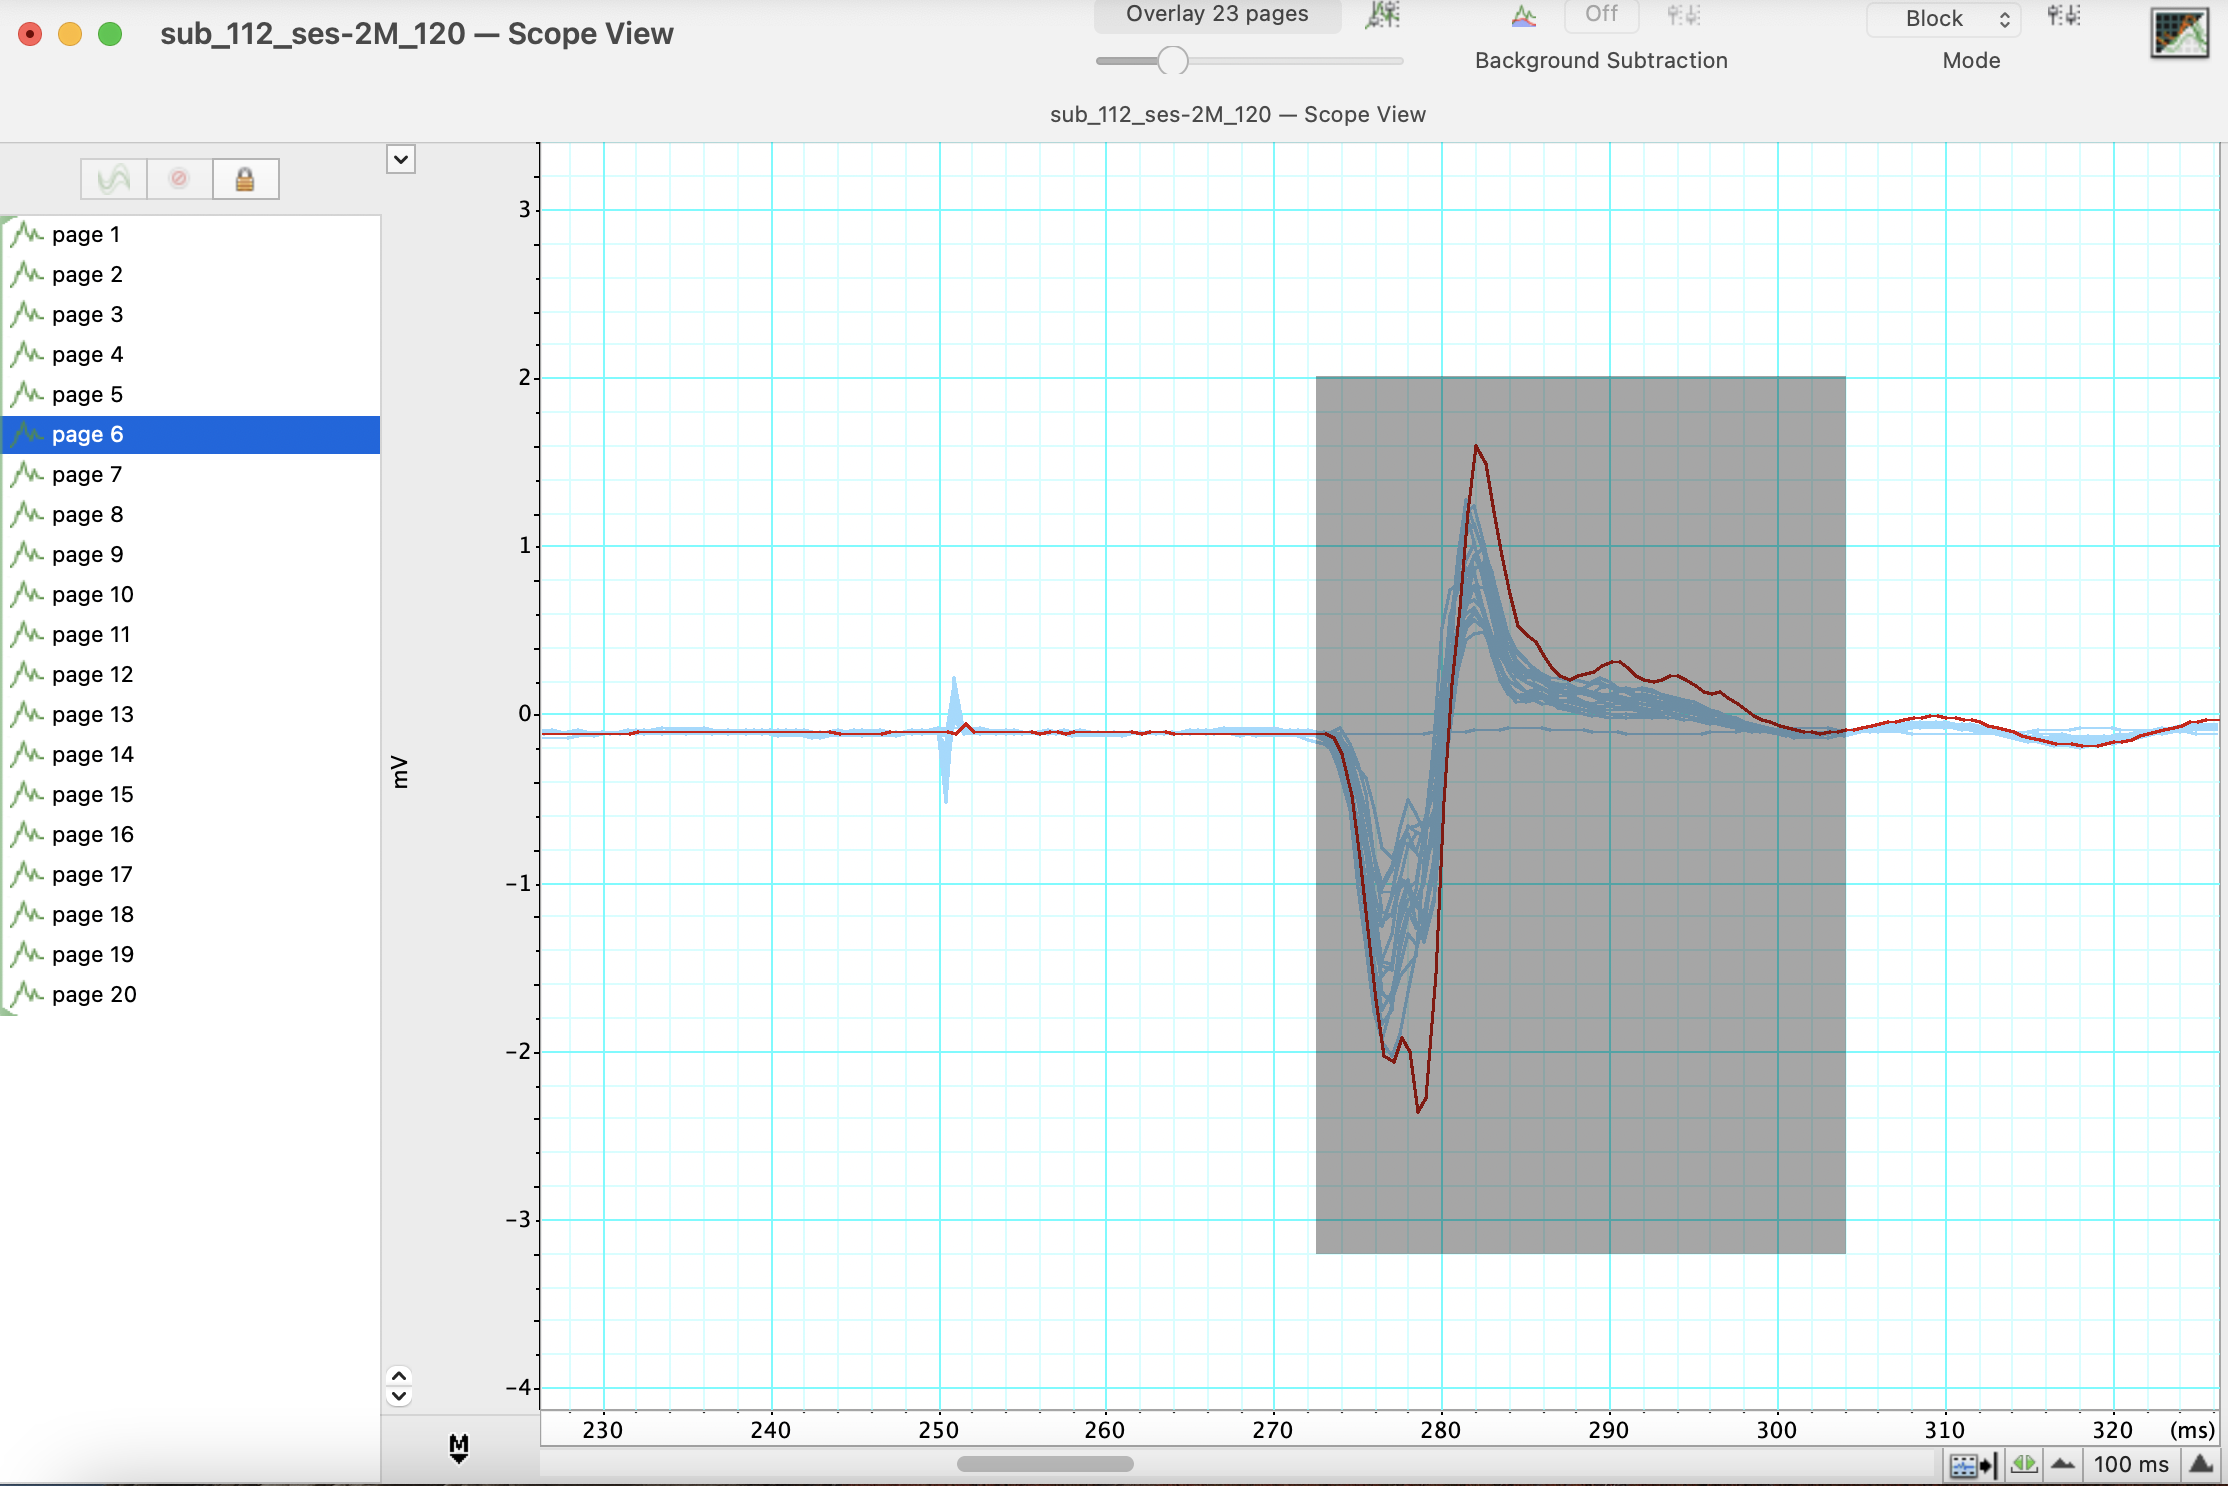 sub_112_ses-2M_120 — Scope View
Overlay 23 pages
Off
Block
Background Subtraction
Mode
sub_112_ses-2M_120 — Scope View
page 1
page 2
page 3
page 4
page 5
page 6
page 7
page 8
page 9
page 10
page 11
page 12
page 13
page 14
page 15
page 16
page 17
page 18
page 19
page 20
mV
3
2
1
0
−1
−2
−3
−4
230 240 250 260 270 280 290 300 310 320 (ms)
M
100 ms